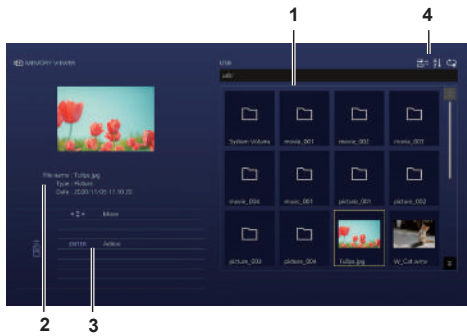 1
4
MEMORY VIEWER
USB
System Volume
movie_001
movie_002
movie_003
File name : Tulips.jpg
Type : Picture
Date : 2020/11/05 17:30:22
movie_004
music_001
picture_001
picture_002
Move
ENTER
Action
picture_003
picture_004
Tulips.jpg
W_Cat.wmv
2
3